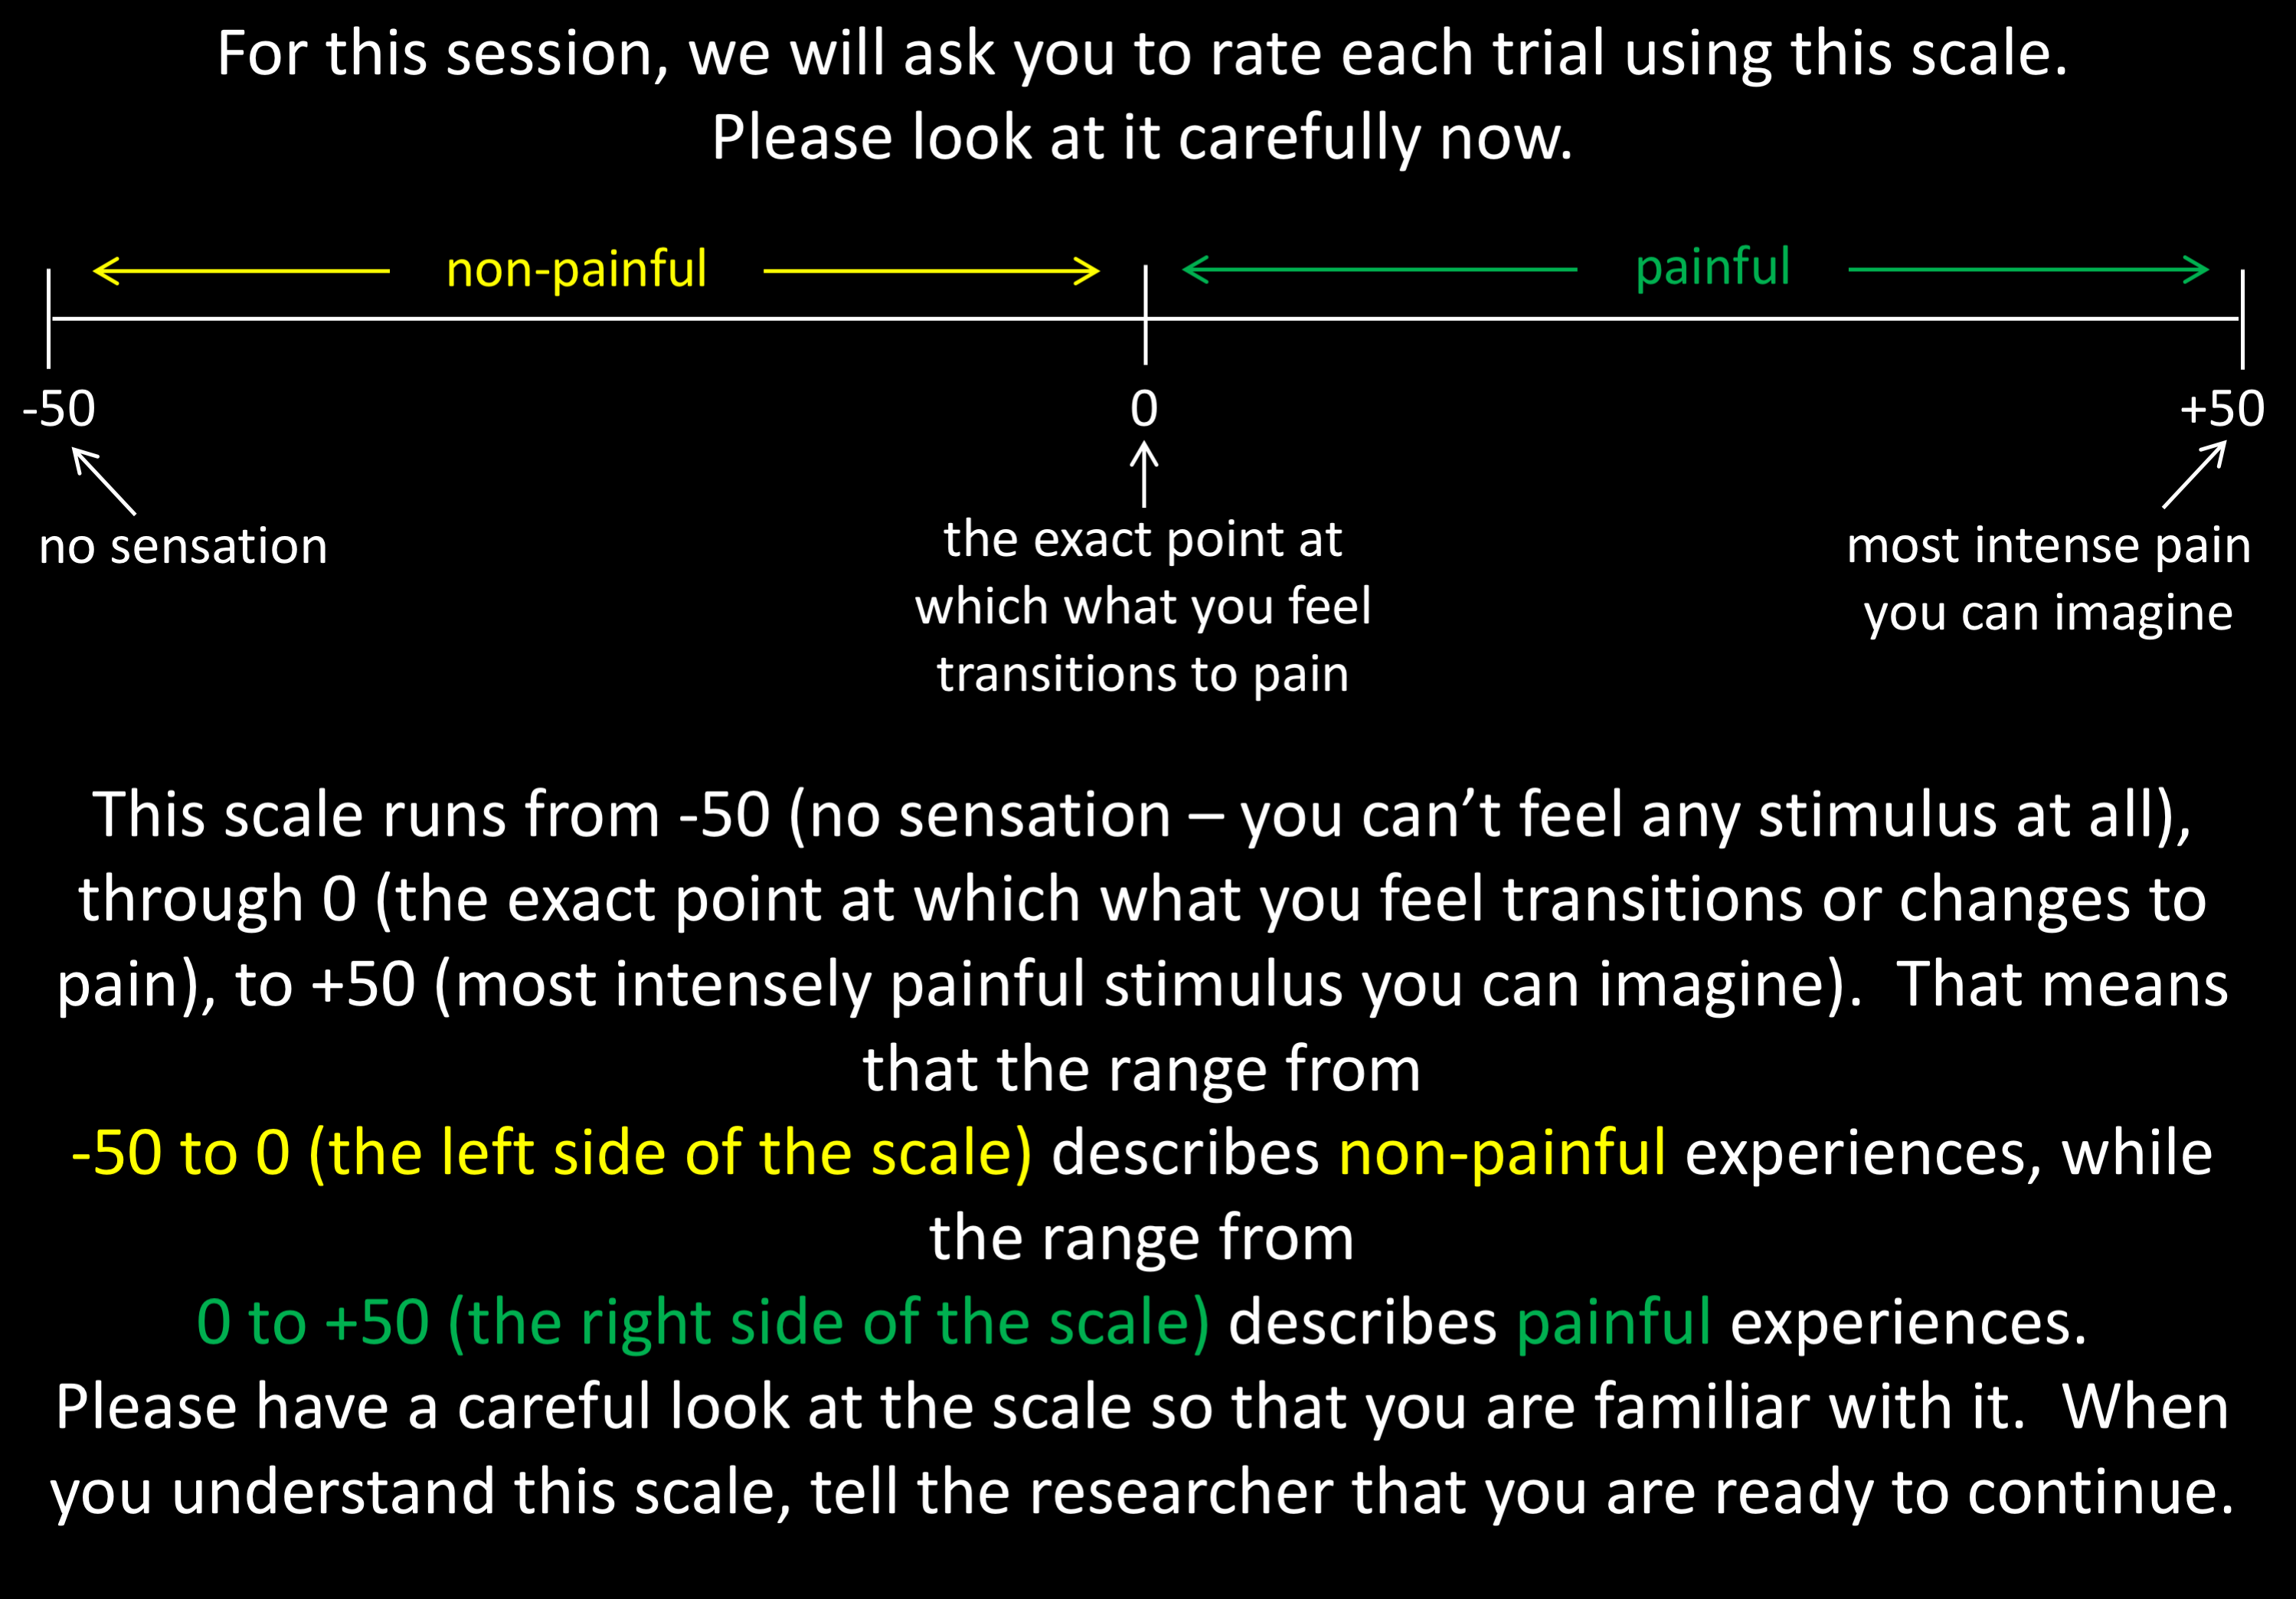 For this session, we will ask you to rate each trial using this scale.
Please look at it carefully now.
non-painful
painful
-50
0
+50
no sensation
the exact point at
which what you feel
transitions to pain
most intense pain
you can imagine
This scale runs from -50 (no sensation – you can’t feel any stimulus at all),
through 0 (the exact point at which what you feel transitions or changes to
pain), to +50 (most intensely painful stimulus you can imagine).  That means
that the range from
-50 to 0 (the left side of the scale) describes non-painful experiences, while
the range from
0 to +50 (the right side of the scale) describes painful experiences.
Please have a careful look at the scale so that you are familiar with it.  When
you understand this scale, tell the researcher that you are ready to continue.